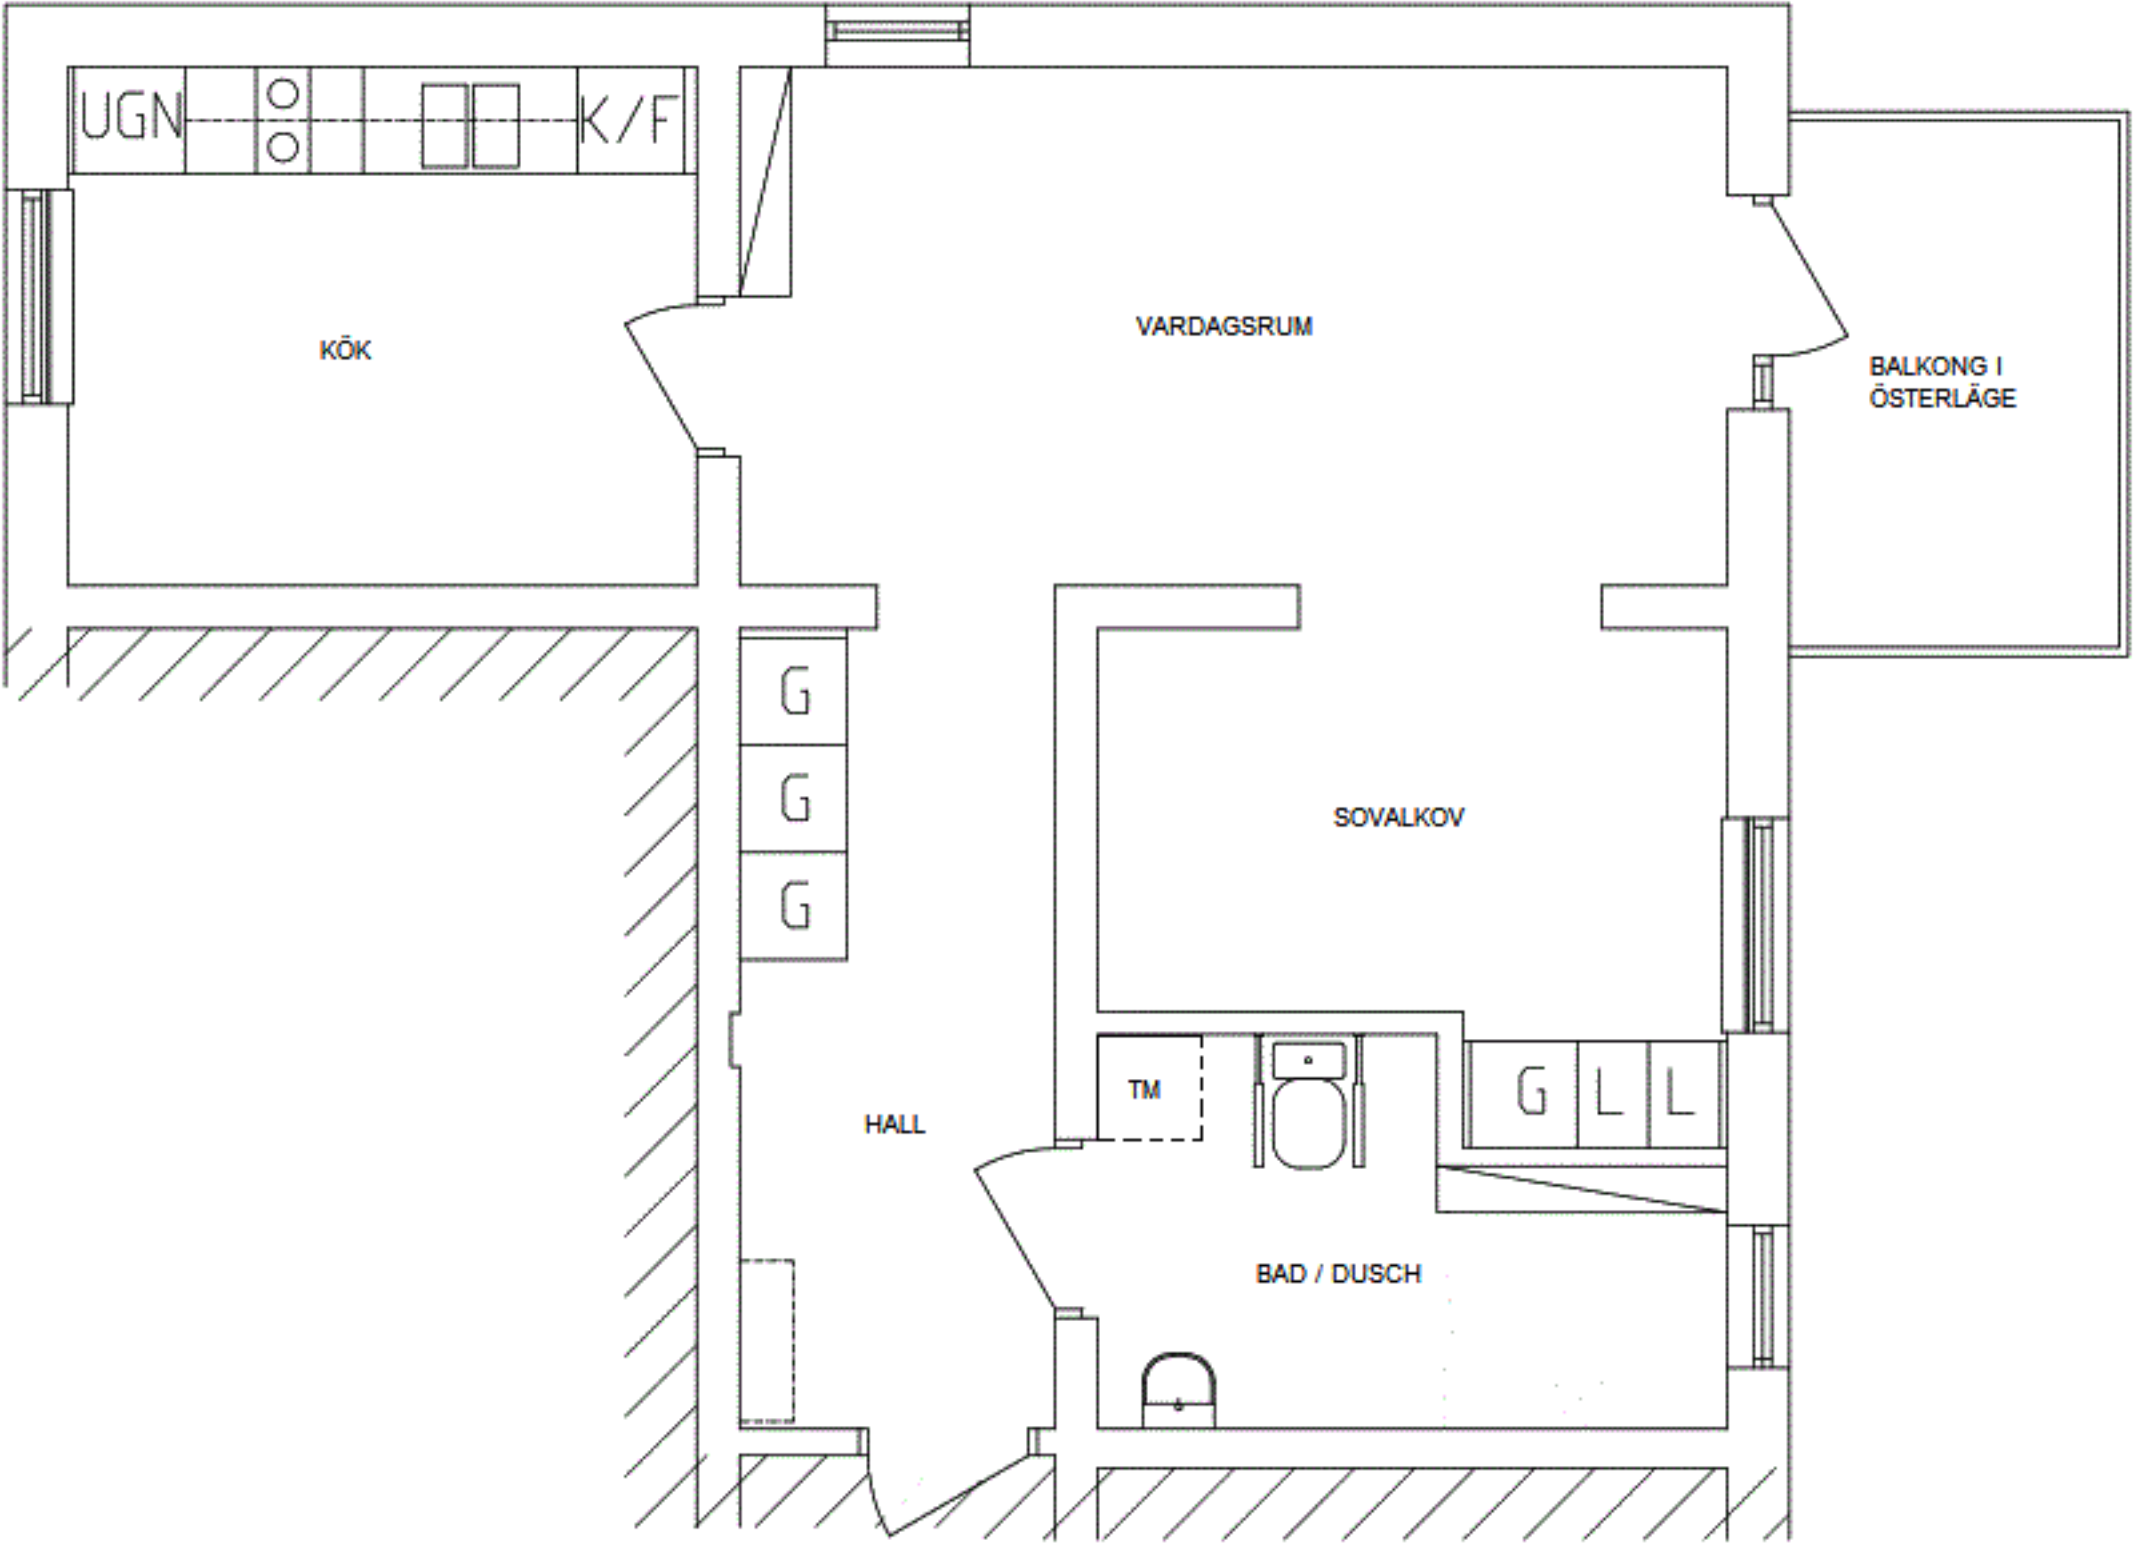 UGN
K/F
KÖK
VARDAGSRUM
BALKONG I
ÖSTERLÄGE
G
G
G
SOVALKOV
TM
G L L
HALL
BAD / DUSCH